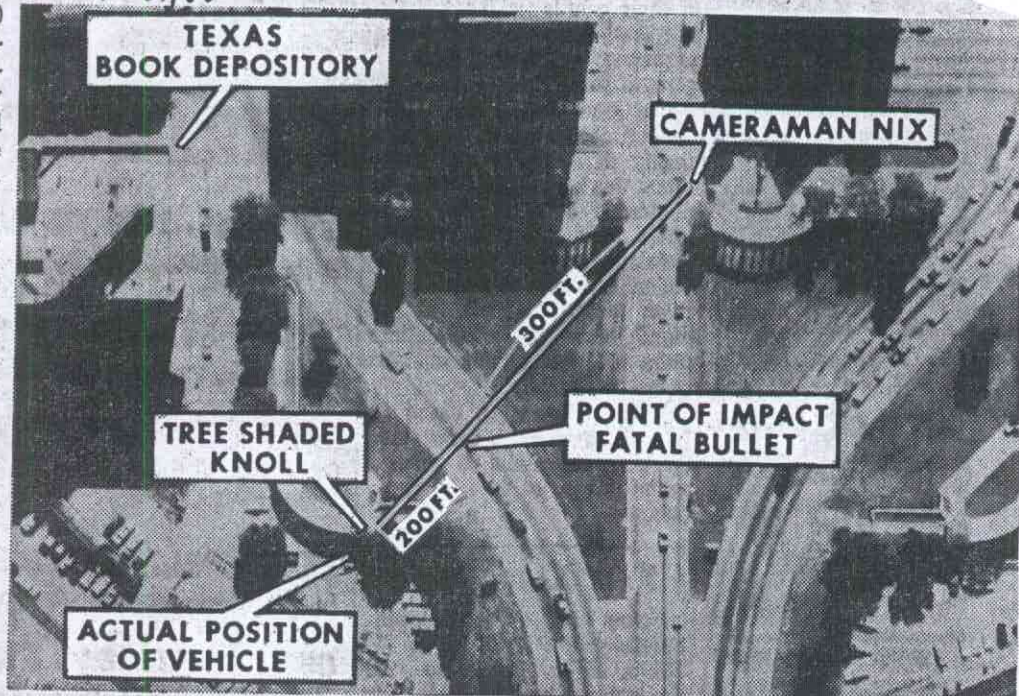 TEXAS
BOOK DEPOSITORY
CAMERAMAN NIX
300 FT.
POINT OF IMPACT
FATAL BULLET
TREE SHADED
KNOLL
200 FT.
ACTUAL POSITION
OF VEHICLE